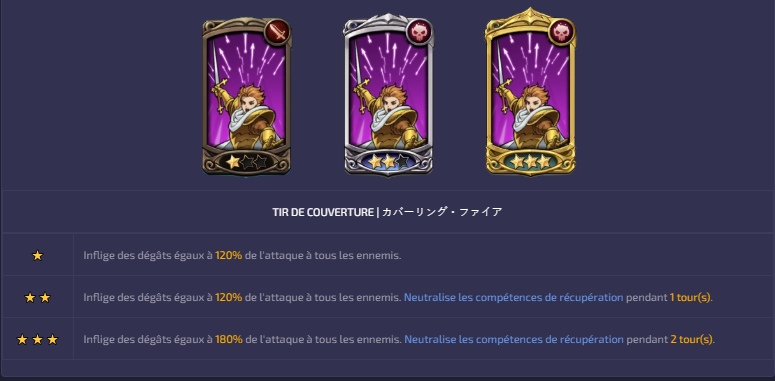 TIR DE COUVERTURE | カバーリング・ファイア
Inflige des dégâts égaux à 120% de l'attaque à tous les ennemis.
Inflige des dégâts égaux à 120% de l'attaque à tous les ennemis. Neutralise les compétences de récupération pendant 1 tour(s).
Inflige des dégâts égaux à 180% de l'attaque à tous les ennemis. Neutralise les compétences de récupération pendant 2 tour(s).